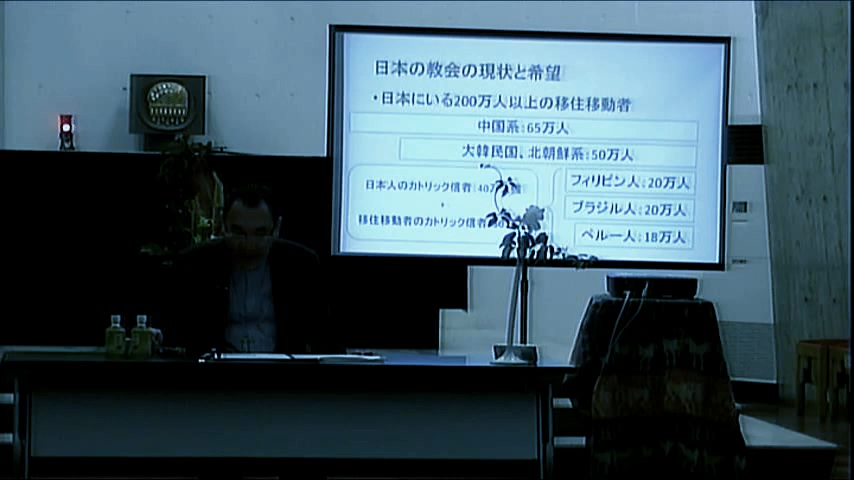 日本の教会の現状と希望
・日本にいる200万人以上の移住移動者
中国系:65万人
大韓民国、北朝鮮系:50万人
日本人のカトリック信者:
移住移動者のカトリック信者:
フィリピン人:20万人
ブラジル人:20万人
ペルー人:18万人